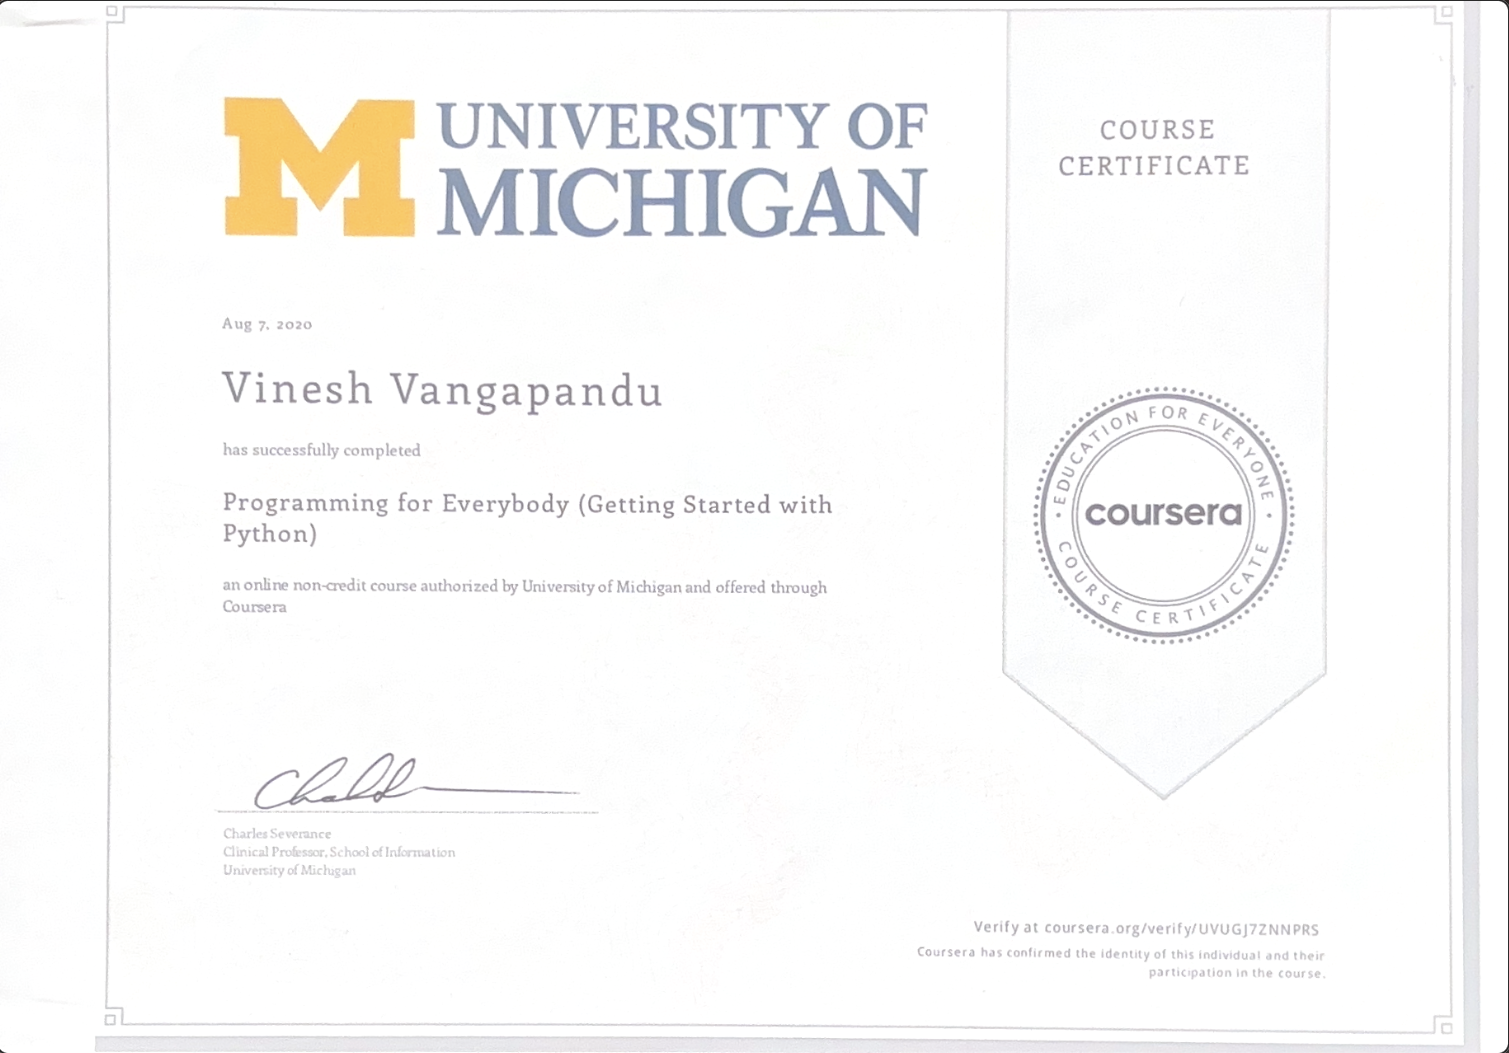 UNIVERSITY OF
MICHIGAN
COURSE
CERTIFICATE
Aug 7, 2020
Vinesh Vangapandu
has successfully completed
Programming for Everybody (Getting Started with
Python)
an online non-credit course authorized by University of Michigan and offered through
Coursera
EDUCATION FOR EVERYONE
coursera
COURSE CERTIFICATE
Charles Severance
Clinical Professor, School of Information
University of Michigan
Verify at coursera.org/verify/UVUGJ7ZNNPRS
Coursera has confirmed the identity of this individual and their
participation in the course.